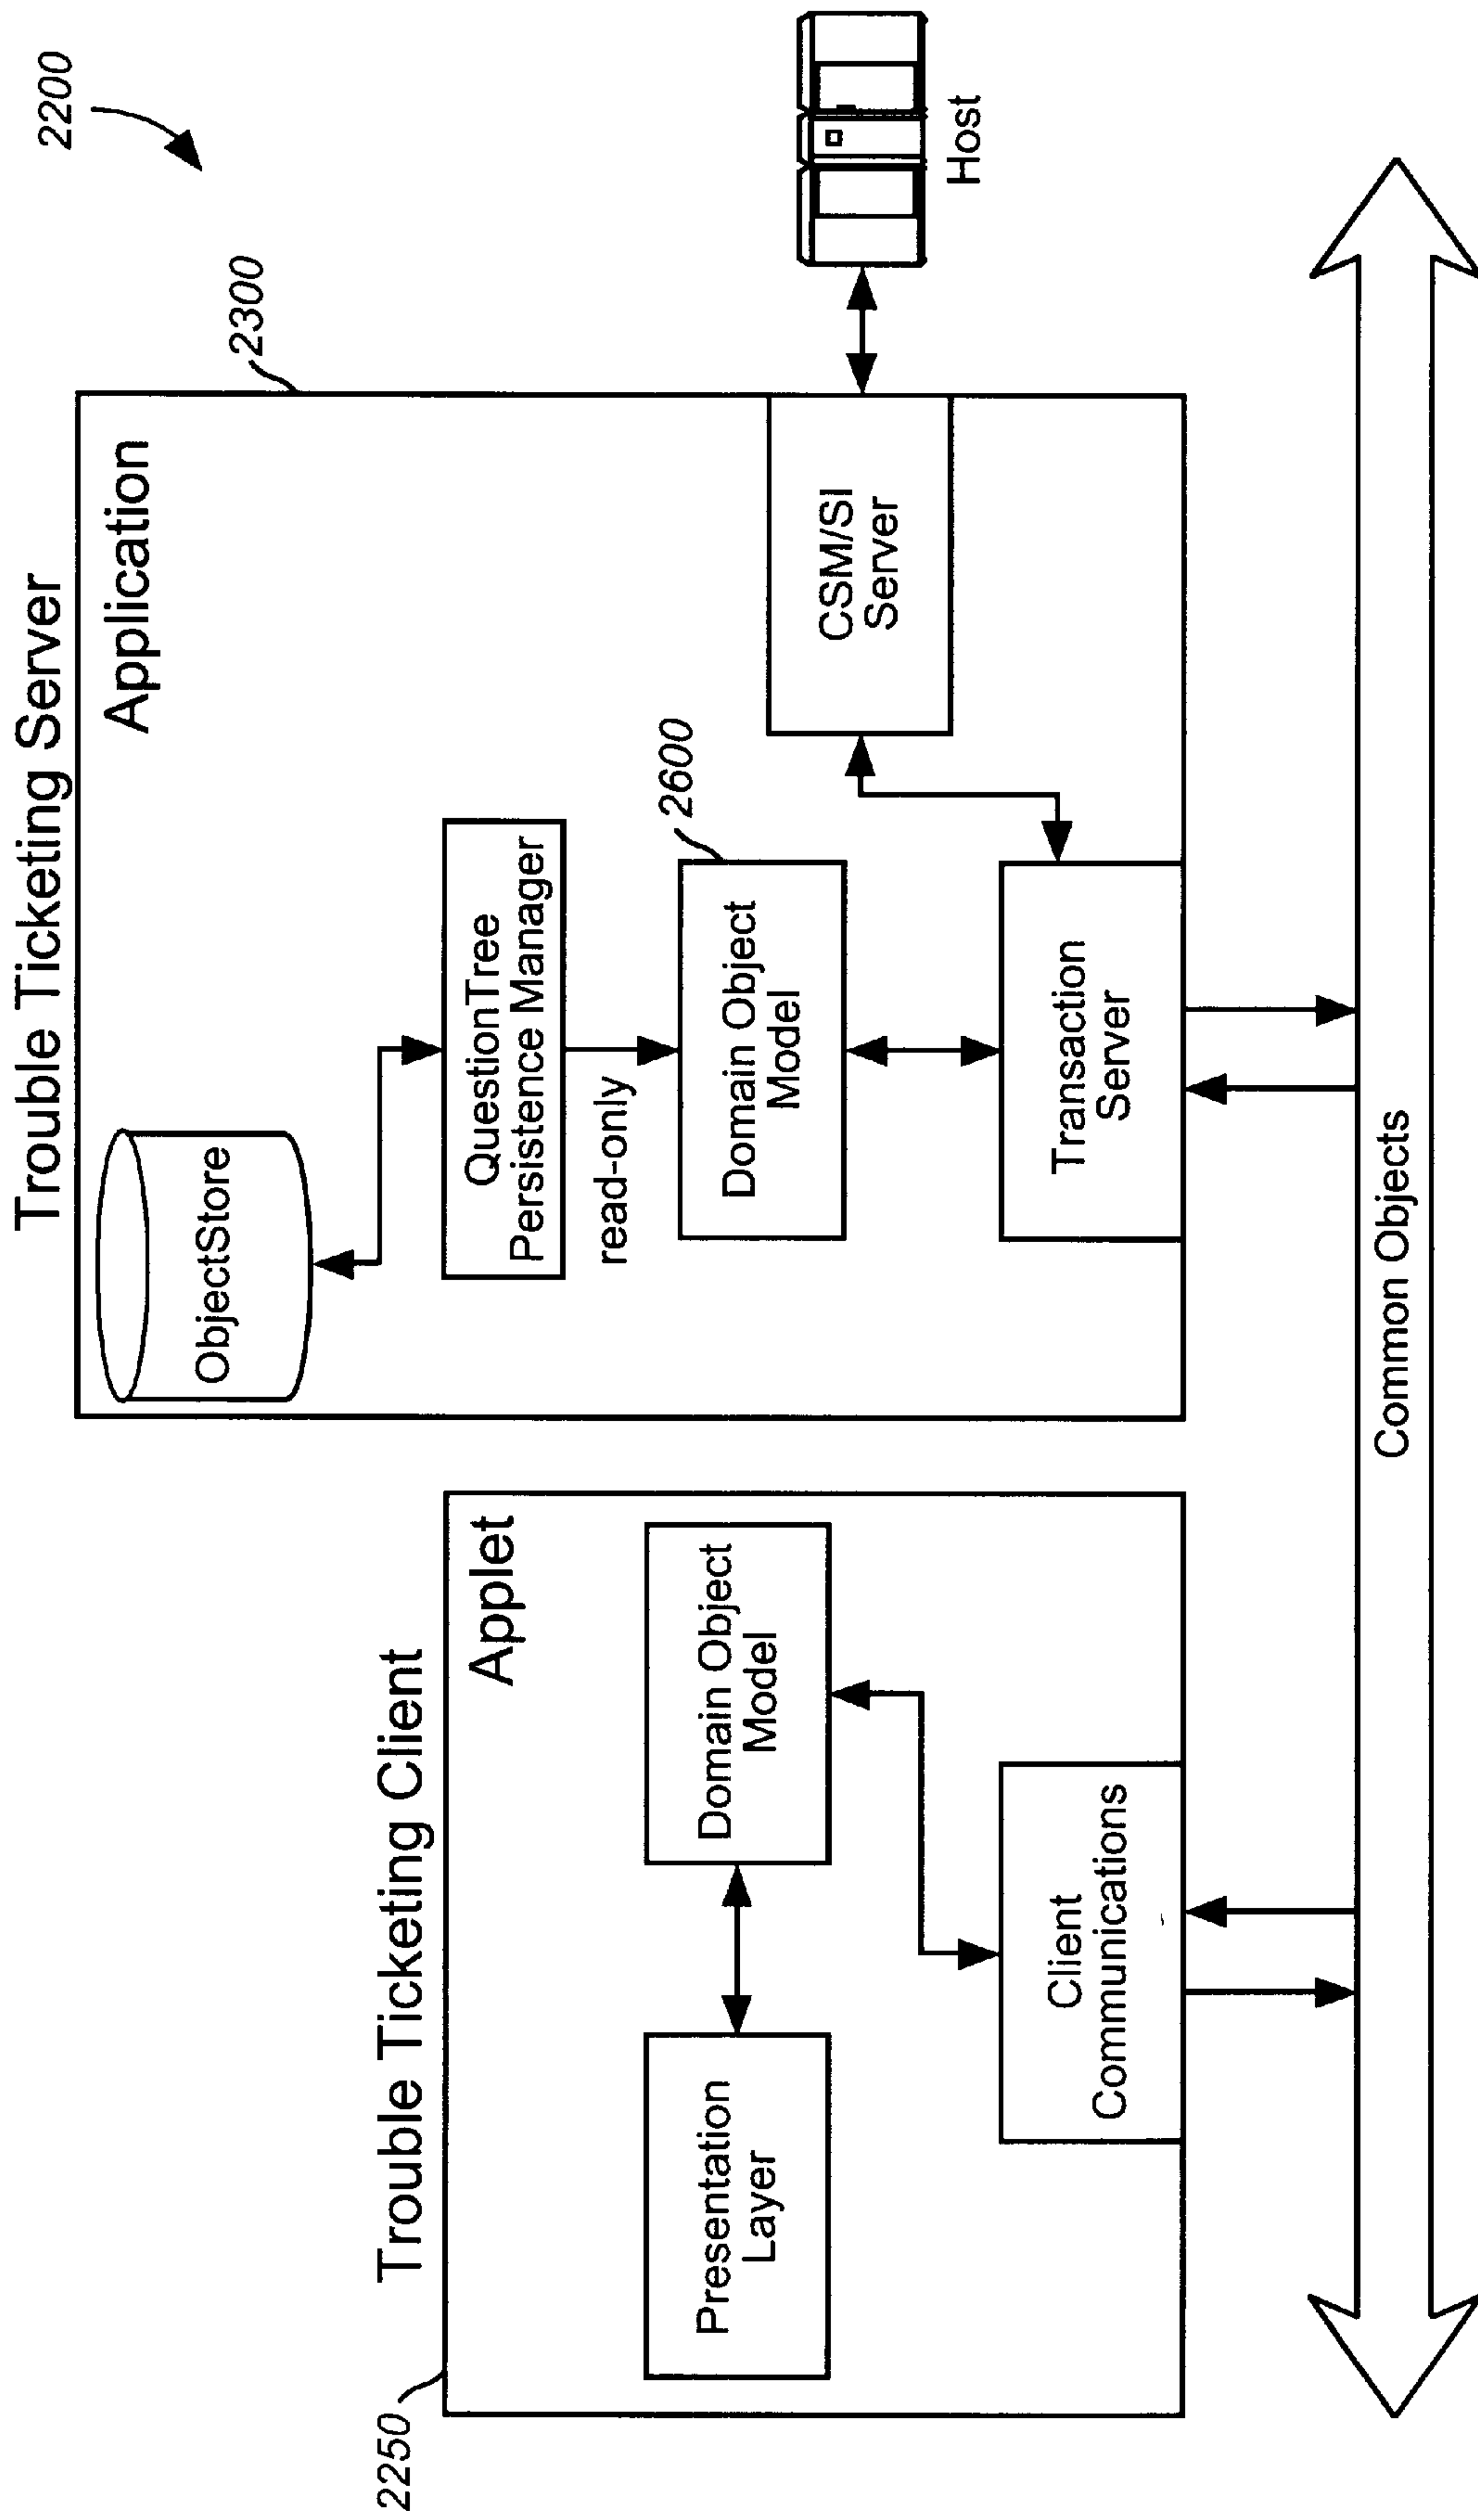 2200
Trouble Ticketing Server
2300
Application
ObjectStore
QuestionTree
Persistence Manager
read-only
2600
Domain Object
Model
CSM/SI
Server
Host
Transaction
Server
Trouble Ticketing Client
2250
Applet
Presentation
Layer
Domain Object
Model
Client
Communications
Common Objects